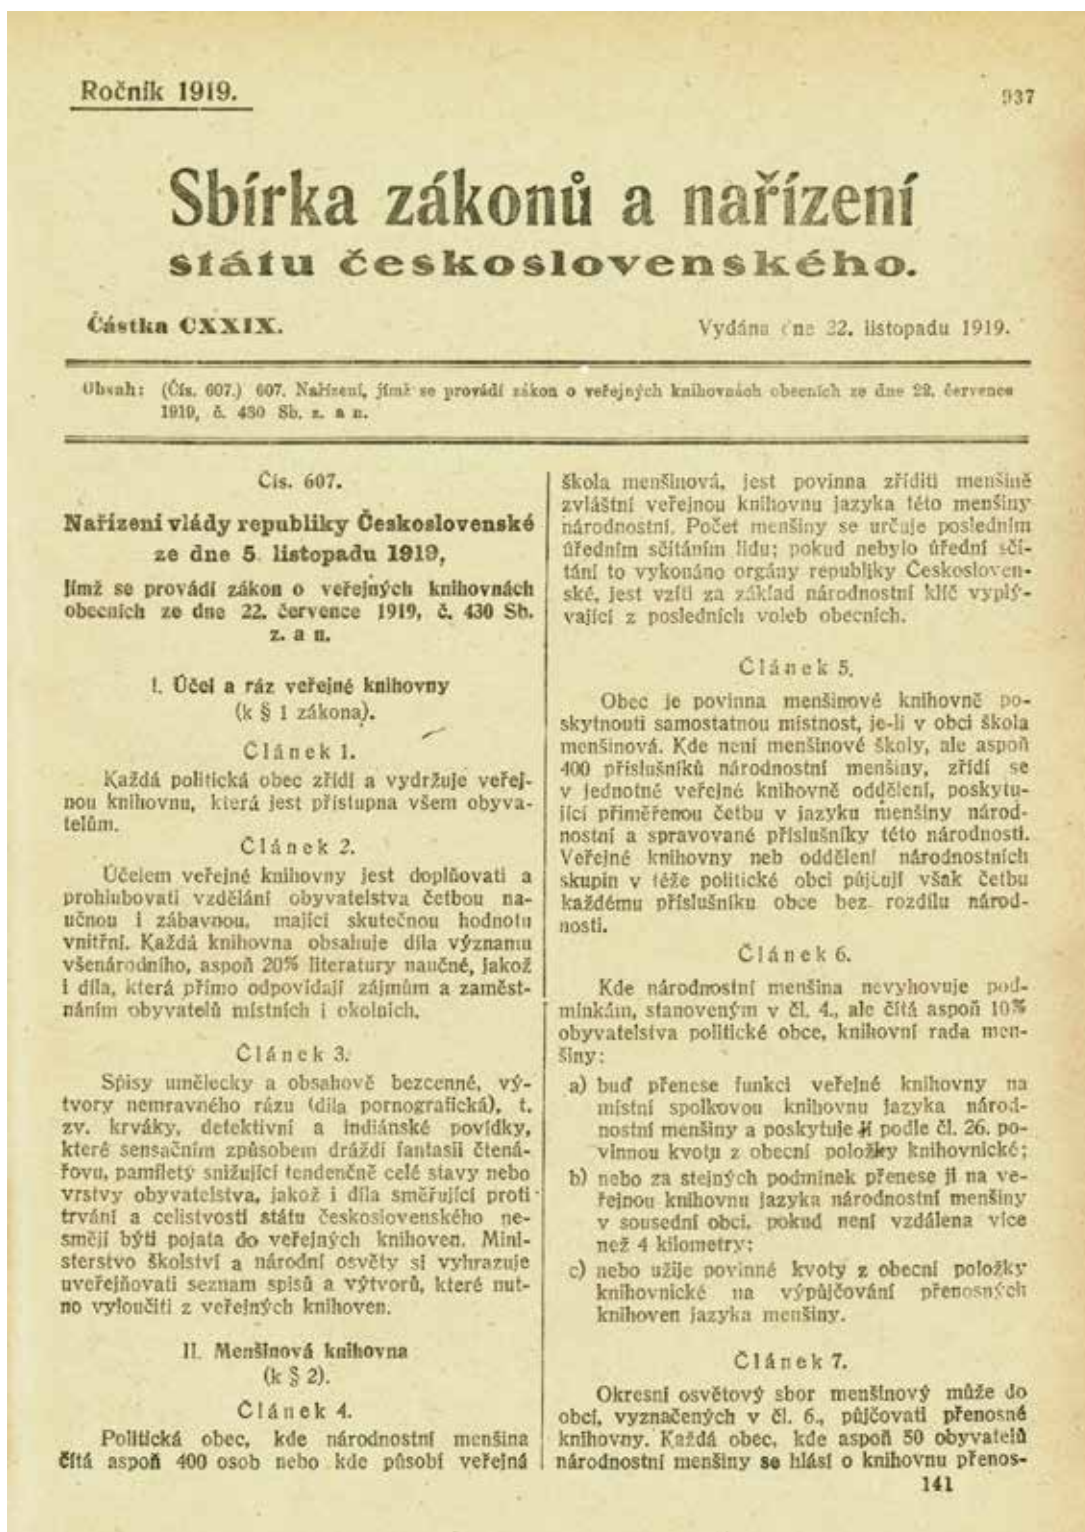 Ročník 1919.
937
Sbírka zákonů a nařízení
státu československého.
Částka CXXIX.
Vydána dne 22. listopadu 1919.
Obsah: (Čís. 607.) 607. Nařízení, jímž se provádí zákon o veřejných knihovnách obecních ze dne 22. července
1919, č. 430 Sb. z. a n.
Čís. 607.
Nařízení vlády republiky Československé
ze dne 5. listopadu 1919,
jímž se provádí zákon o veřejných knihovnách
obecních ze dne 22. července 1919, č. 430 Sb.
z. a n.
I. Účel a ráz veřejné knihovny
(k § 1 zákona).
Článek 1.
Každá politická obec zřídí a vydržuje veřej-
nou knihovnu, která jest přístupna všem obyva-
telům.
Článek 2.
Účelem veřejné knihovny jest doplňovati a
prohlubovati vzdělání obyvatelstva četbou na-
učnou i zábavnou, mající skutečnou hodnotu
vnitřní. Každá knihovna obsahuje díla významu
všenárodního, aspoň 20% literatury naučné, jakož
i díla, která přímo odpovídají zájmům a zaměst-
náním obyvatelů místních i okolních.
Článek 3.
Spisy umělecky a obsahově bezcenné, vý-
tvory nemravného rázu (díla pornografická), t.
zv. krváky, detektivní a indiánské povídky,
které sensačním způsobem dráždí fantasii čtená-
řovu, pamflety snižující tendenčně celé stavy nebo
vrstvy obyvatelstva, jakož i díla směřující proti
trvání a celistvosti státu československého ne-
smějí býti pojata do veřejných knihoven. Mini-
sterstvo školství a národní osvěty si vyhrazuje
uveřejňovati seznam spisů a výtvorů, které nut-
no vyloučiti z veřejných knihoven.
II. Menšinová knihovna
(k § 2).
Článek 4.
Politická obec, kde národnostní menšina
čítá aspoň 400 osob nebo kde působí veřejná
škola menšinová, jest povinna zříditi menšině
zvláštní veřejnou knihovnu jazyka této menšiny
národnostní. Počet menšiny se určuje posledním
úředním sčítáním lidu; pokud nebylo úřední sčí-
tání to vykonáno orgány republiky Českosloven-
ské, jest vzíti za základ národnostní klíč vyplý-
vající z posledních voleb obecních.
Článek 5.
Obec je povinna menšinové knihovně po-
skytnouti samostatnou místnost, je-li v obci škola
menšinová. Kde není menšinové školy, ale aspoň
400 příslušníků národnostní menšiny, zřídí se
v jednotné veřejné knihovně oddělení, poskytu-
jící přiměřenou četbu v jazyku menšiny národ-
nostní a spravované příslušníky této národnosti.
Veřejné knihovny neb oddělení národnostních
skupin v téže politické obci půjčují však četbu
každému příslušníku obce bez rozdílu národ-
nosti.
Článek 6.
Kde národnostní menšina nevyhovuje pod-
mínkám, stanoveným v čl. 4., ale čítá aspoň 10%
obyvatelstva politické obce, knihovní rada men-
šiny:
a) buď přenese funkci veřejné knihovny na
místní spolkovou knihovnu jazyka národ-
nostní menšiny a poskytuje jí podle čl. 26. po-
vinnou kvotu z obecní položky knihovnické;
b) nebo za stejných podmínek přenese ji na ve-
řejnou knihovnu jazyka národnostní menšiny
v sousední obci, pokud není vzdálena více
než 4 kilometry;
c) nebo užije povinné kvoty z obecní položky
knihovnické na výpůjčování přenosných
knihoven jazyka menšiny.
Článek 7.
Okresní osvětový sbor menšinový může do
obcí, vyznačených v čl. 6., půjčovati přenosné
knihovny. Každá obec, kde aspoň 50 obyvatelů
národnostní menšiny se hlásí o knihovnu přenos-
141